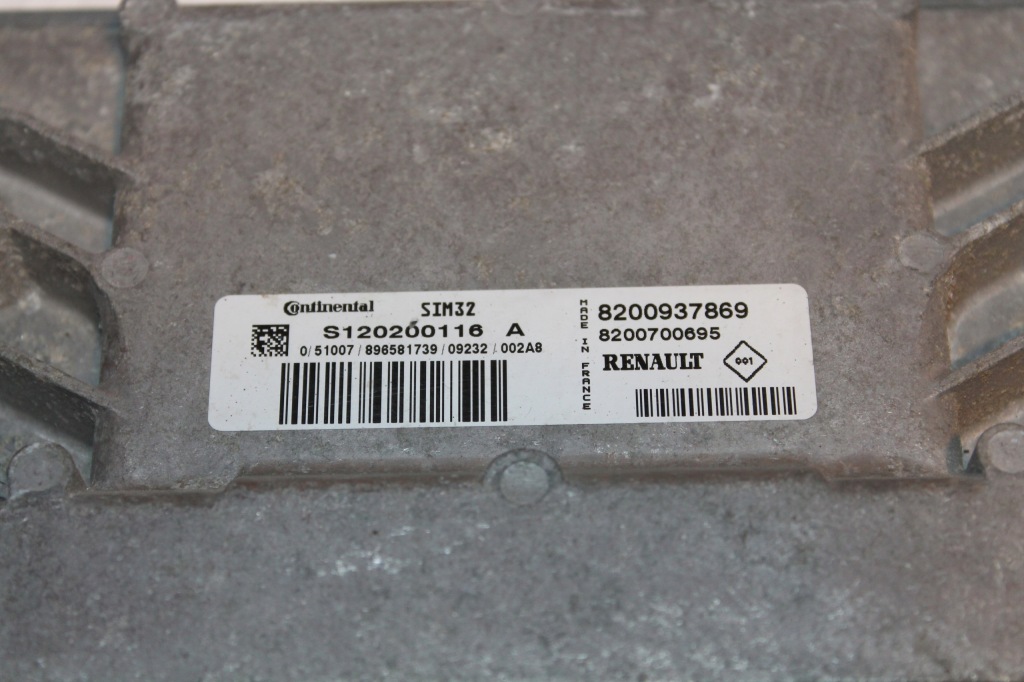 Continental SIM32
S120200116 A
0/51007/896581739/09232/002A8
MADE IN FRANCE
8200937869
8200700695
RENAULT 001